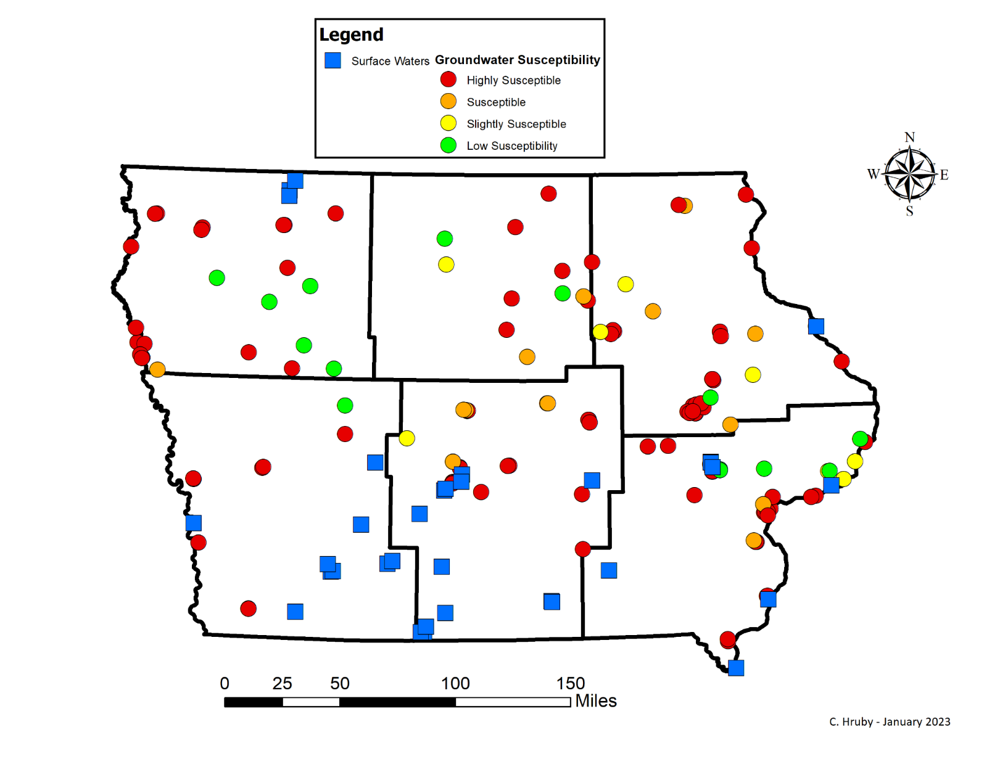 Legend
Surface Waters Groundwater Susceptibility
Highly Susceptible
Susceptible
Slightly Susceptible
Low Susceptibility
N
W E
S
0 25 50 100 150
Miles
C. Hruby - January 2023